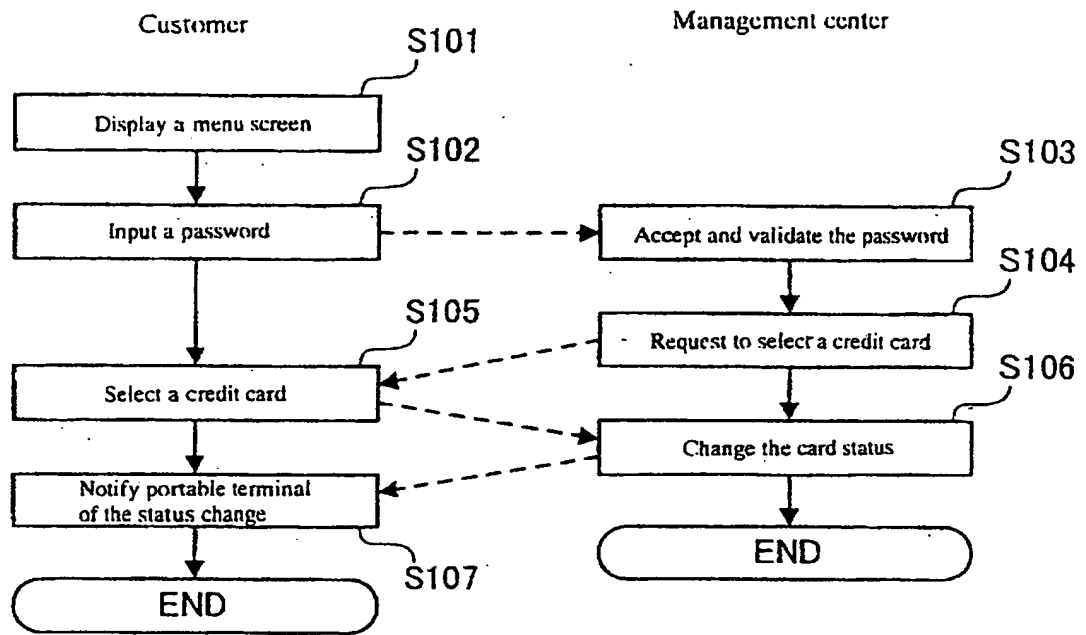 Customer
Management center
S101
Display a menu screen
S102
Input a password
S103
Accept and validate the password
S104
Request to select a credit card
S105
Select a credit card
S106
Change the card status
Notify portable terminal
of the status change
S107
END
END